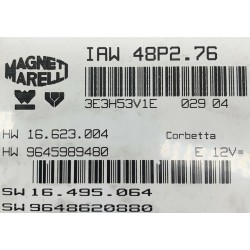 MAGNETI
MARELLI
IAW 48P2.76
3E3H53V1E 029 04
HW 16.623.004 Corbetta
HW 9645989480 E 12V=
SW 16.495.064
SW 9648620880